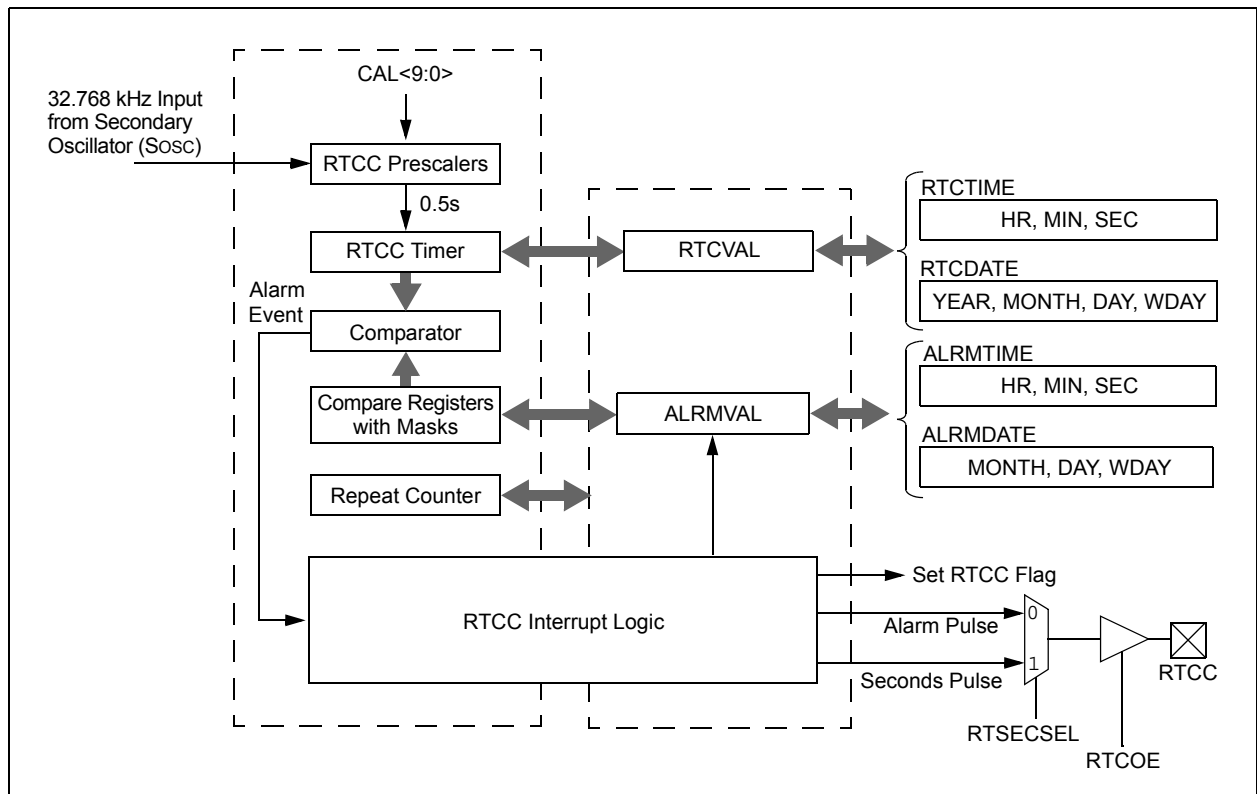 CAL<9:0>
32.768 kHz Input
from Secondary
Oscillator (SOSC)
RTCC Prescalers
0.5s
RTCC Timer
RTCVAL
RTCTIME
HR, MIN, SEC
RTCDATE
YEAR, MONTH, DAY, WDAY
Alarm
Event
Comparator
Compare Registers
with Masks
ALRMVAL
ALRMTIME
HR, MIN, SEC
ALRMDATE
MONTH, DAY, WDAY
Repeat Counter
RTCC Interrupt Logic
Set RTCC Flag
Alarm Pulse
0
Seconds Pulse
1
RTCC
RTSECSEL
RTCOE